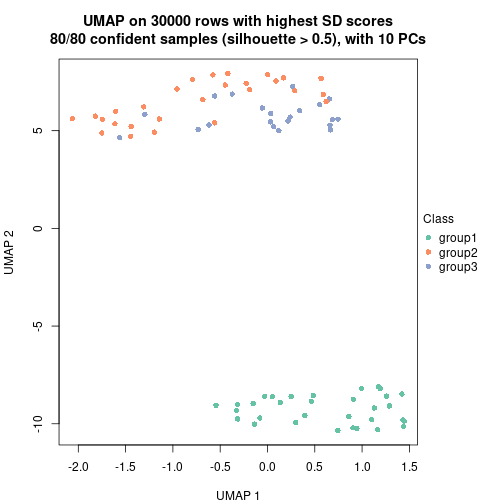 UMAP on 30000 rows with highest SD scores
80/80 confident samples (silhouette > 0.5), with 10 PCs
5
0
-5
-10
UMAP 2
-2.0 -1.5 -1.0 -0.5 0.0 0.5 1.0 1.5
UMAP 1
Class
group1
group2
group3